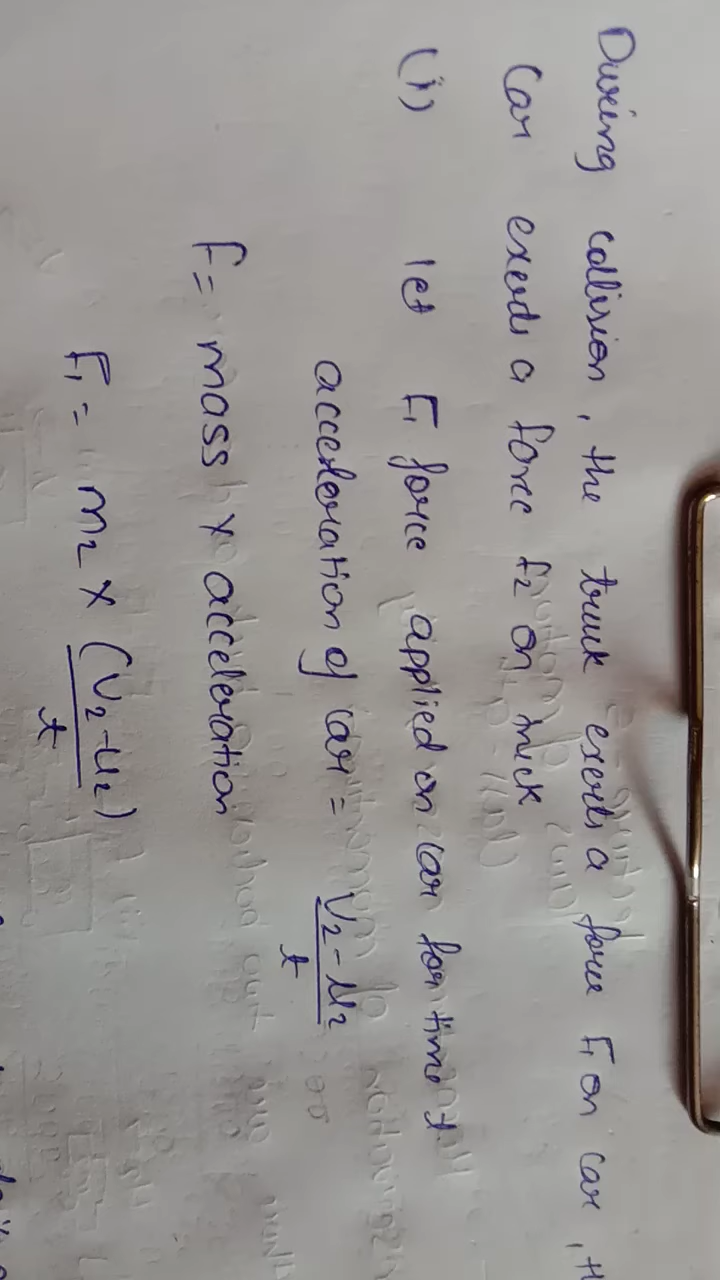 During collision, the truck exerts a force F1 on car, th
Car exerts a force f2 on truck
(i) let F1 force applied on car for time t
acceleration of car = V2 - u2 / t
F = mass x acceleration
F1 = m2 x (V2 - u2) / t